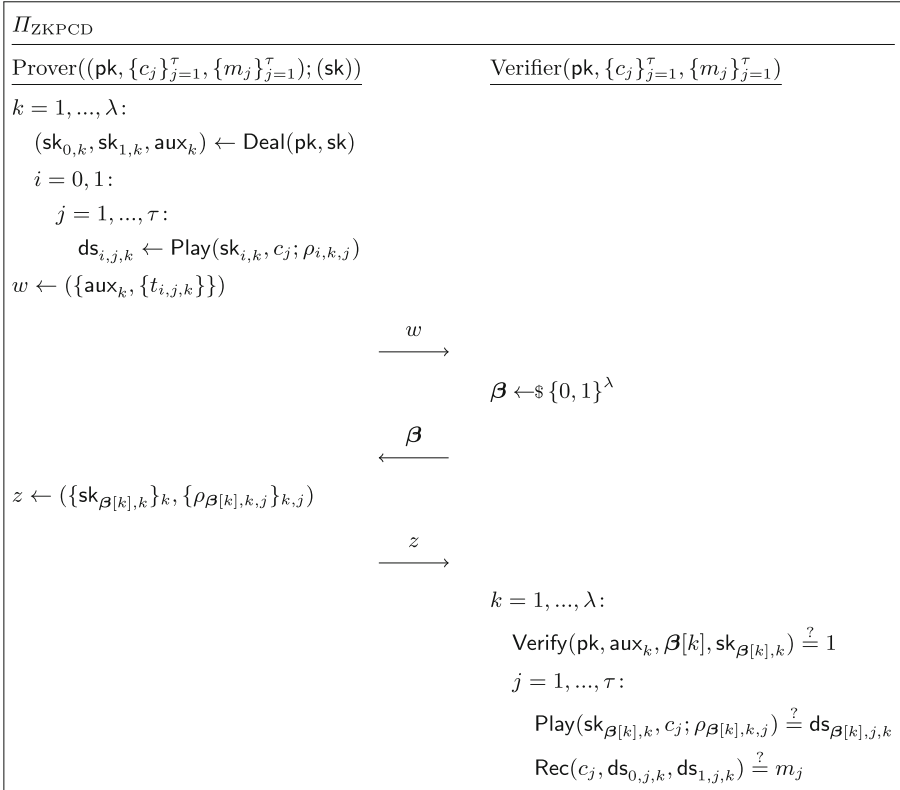 Π_ZKPCD
Prover((pk, {c_j}_{j=1}^τ, {m_j}_{j=1}^τ); (sk))
Verifier(pk, {c_j}_{j=1}^τ, {m_j}_{j=1}^τ)
k = 1, ..., λ:
(sk_{0,k}, sk_{1,k}, aux_k) ← Deal(pk, sk)
i = 0, 1:
j = 1, ..., τ:
ds_{i,j,k} ← Play(sk_{i,k}, c_j; ρ_{i,k,j})
w ← ({aux_k, {t_{i,j,k}}})
w
β ←$ {0, 1}^λ
β
z ← ({sk_{β[k],k}}_k, {ρ_{β[k],k,j}}_{k,j})
z
k = 1, ..., λ:
Verify(pk, aux_k, β[k], sk_{β[k],k}) ≟ 1
j = 1, ..., τ:
Play(sk_{β[k],k}, c_j; ρ_{β[k],k,j}) ≟ ds_{β[k],j,k}
Rec(c_j, ds_{0,j,k}, ds_{1,j,k}) ≟ m_j